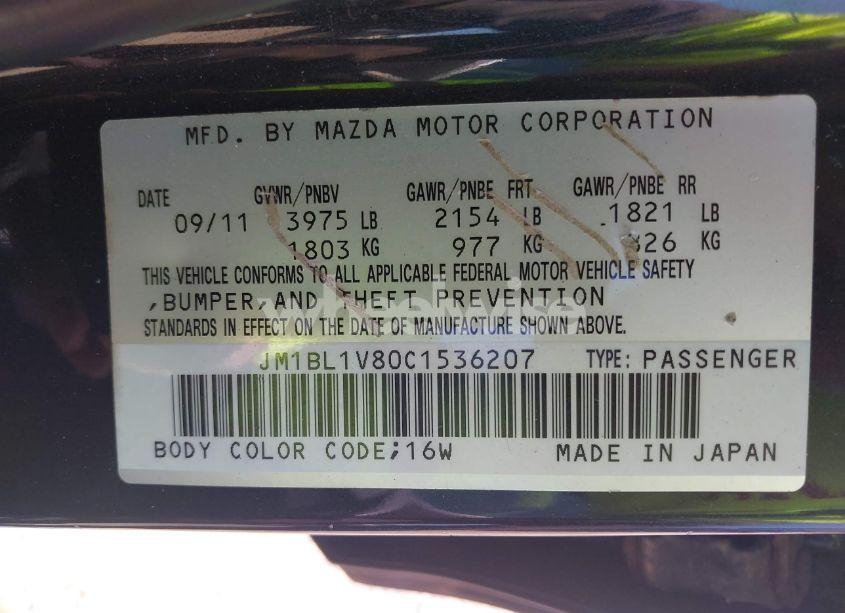 MFD. BY MAZDA MOTOR CORPORATION
DATE GVWR/PNBV GAWR/PNBE FRT GAWR/PNBE RR
09/11 3975 LB 2154 LB 1821 LB
1803 KG 977 KG 826 KG
THIS VEHICLE CONFORMS TO ALL APPLICABLE FEDERAL MOTOR VEHICLE SAFETY
,BUMPER,AND THEFT PREVENTION
STANDARDS IN EFFECT ON THE DATE OF MANUFACTURE SHOWN ABOVE.
JM1BL1V80C1536207 TYPE: PASSENGER
BODY COLOR CODE;16W MADE IN JAPAN